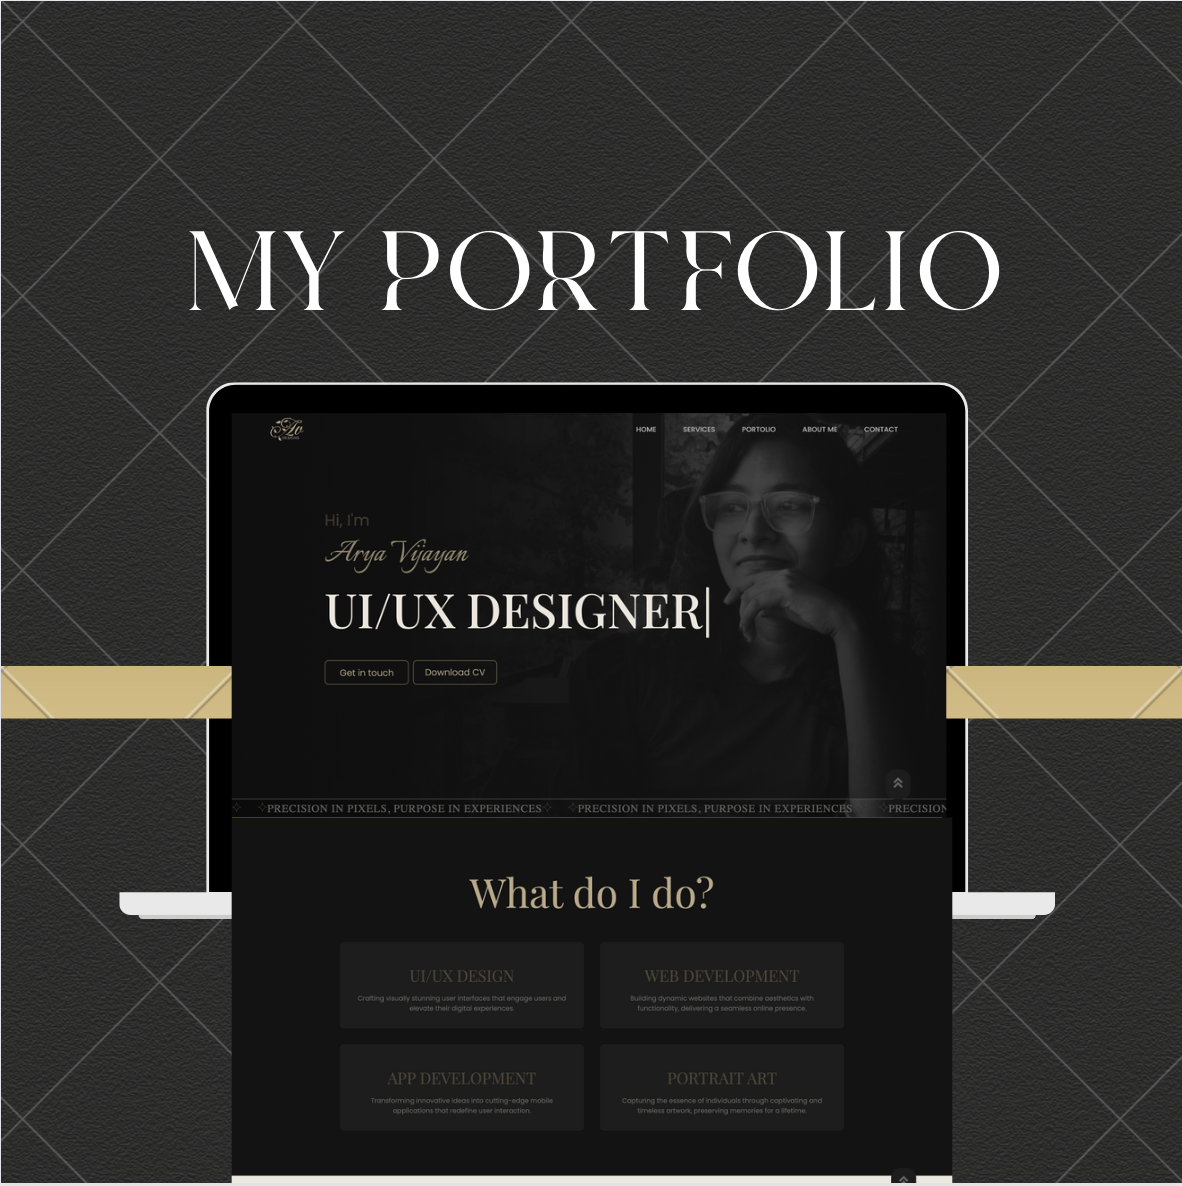 MY PORTFOLIO
HOME SERVICES PORTOLIO ABOUT ME CONTACT
Hi, I'm
Arya Vijayan
UI/UX DESIGNER|
Get in touch Download CV
PRECISION IN PIXELS, PURPOSE IN EXPERIENCES PRECISION IN PIXELS, PURPOSE IN EXPERIENCES PRECISION
What do I do?
UI/UX DESIGN
Crafting visually stunning user interfaces that engage users and
elevate their digital experiences.
WEB DEVELOPMENT
Building dynamic websites that combine aesthetics with
functionality, delivering a seamless online presence.
APP DEVELOPMENT
Transforming innovative ideas into cutting-edge mobile
applications that redefine user interaction.
PORTRAIT ART
Capturing the essence of individuals through captivating and
timeless artwork, preserving memories for a lifetime.